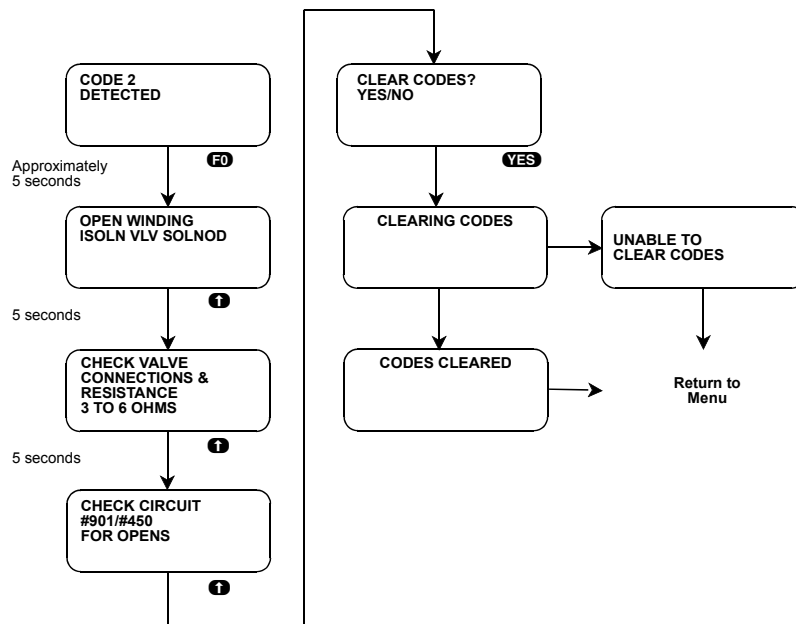 CODE 2
DETECTED
F0
Approximately
5 seconds
OPEN WINDING
ISOLN VLV SOLNOD
↑
5 seconds
CHECK VALVE
CONNECTIONS &
RESISTANCE
3 TO 6 OHMS
↑
5 seconds
CHECK CIRCUIT
#901/#450
FOR OPENS
↑
CLEAR CODES?
YES/NO
YES
CLEARING CODES
UNABLE TO
CLEAR CODES
CODES CLEARED
Return to
Menu